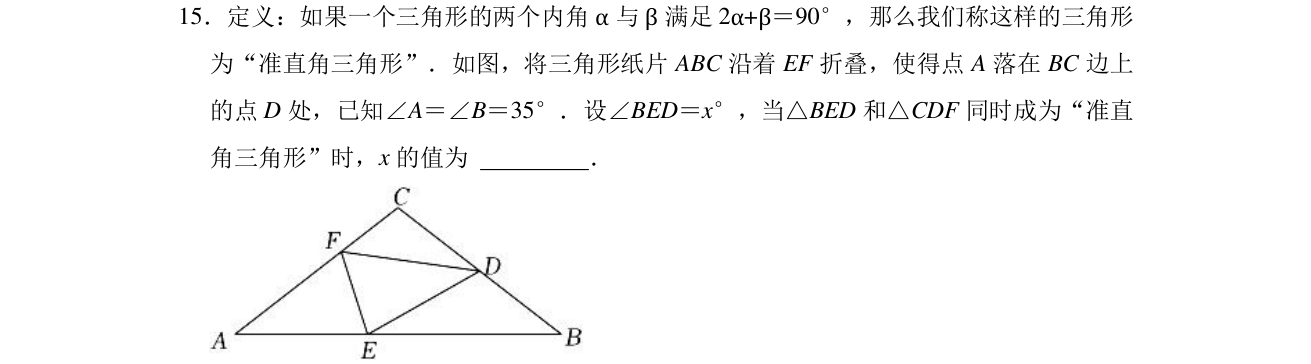 15．定义：如果一个三角形的两个内角 α 与 β 满足 2α+β＝90°，那么我们称这样的三角形
为“准直角三角形”．如图，将三角形纸片 ABC 沿着 EF 折叠，使得点 A 落在 BC 边上
的点 D 处，已知∠A＝∠B＝35°．设∠BED＝x°，当△BED 和△CDF 同时成为“准直
角三角形”时，x 的值为 ________．
C
F
D
A
E
B